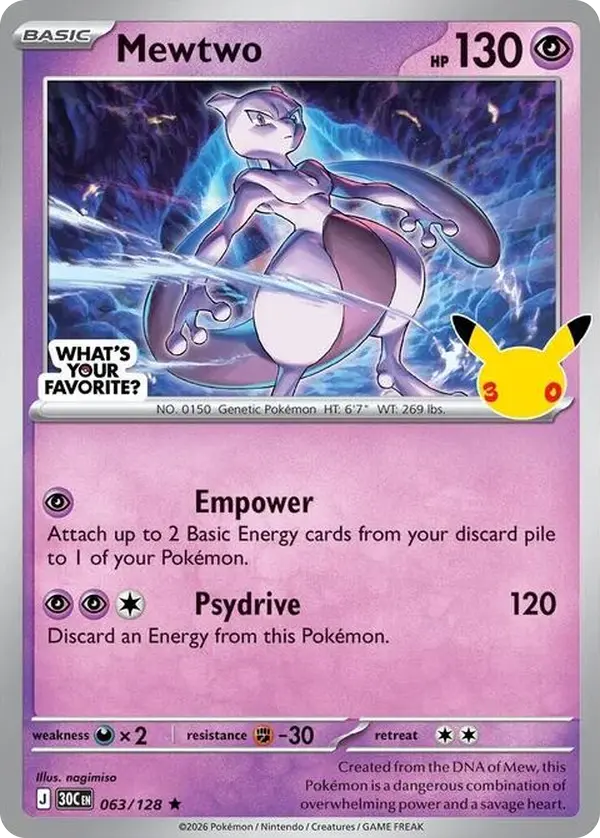 BASIC
Mewtwo
HP 130
WHAT'S
YOUR
FAVORITE?
30
NO. 0150 Genetic Pokémon HT: 6'7" WT: 269 lbs.
Empower
Attach up to 2 Basic Energy cards from your discard pile
to 1 of your Pokémon.
Psydrive 120
Discard an Energy from this Pokémon.
weakness ×2 resistance -30 retreat
Illus. nagimiso
J 30C EN 063/128 ★
Created from the DNA of Mew, this
Pokémon is a dangerous combination of
overwhelming power and a savage heart.
©2026 Pokémon / Nintendo / Creatures / GAME FREAK